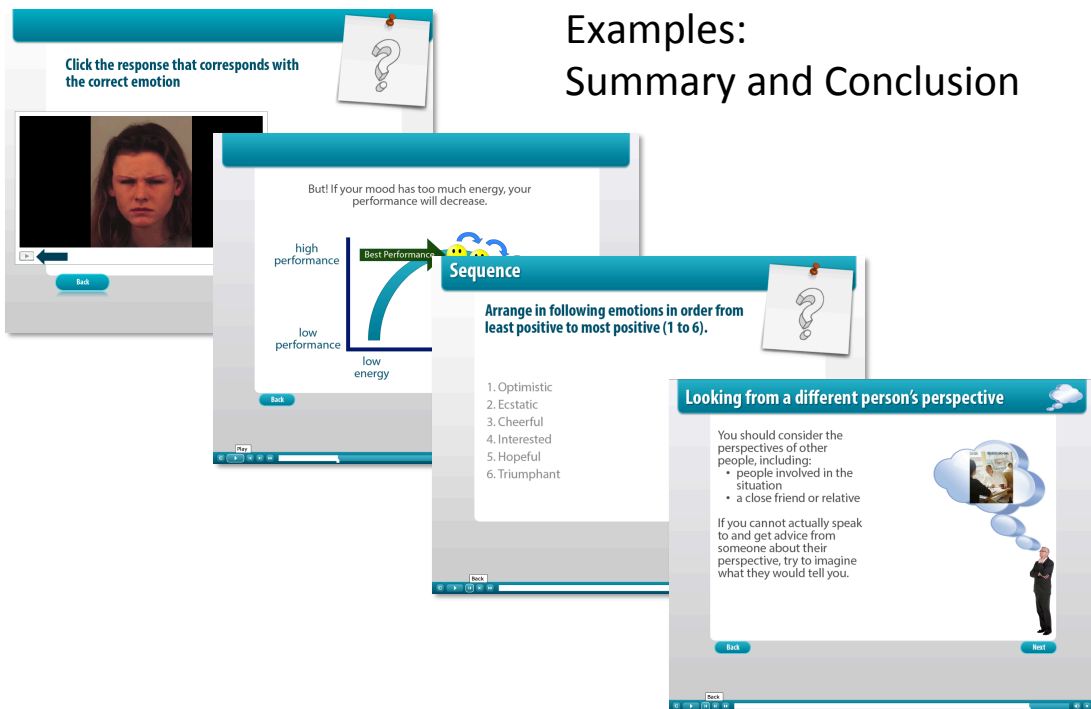 Examples:
Summary and Conclusion
Click the response that corresponds with
the correct emotion
Back
But! If your mood has too much energy, your
performance will decrease.
high
performance
Best Performance
low
performance
low
energy
Back
Play
Sequence
Arrange in following emotions in order from
least positive to most positive (1 to 6).
1. Optimistic
2. Ecstatic
3. Cheerful
4. Interested
5. Hopeful
6. Triumphant
Back
Looking from a different person's perspective
You should consider the
perspectives of other
people, including:
• people involved in the
situation
• a close friend or relative
If you cannot actually speak
to and get advice from
someone about their
perspective, try to imagine
what they would tell you.
Back
Next
Back